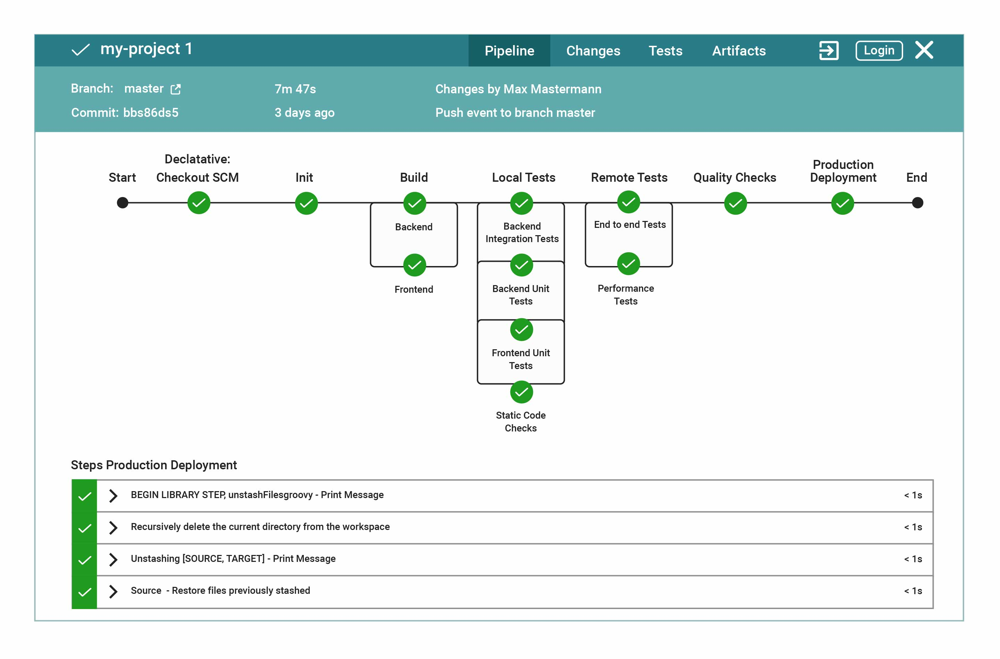 my-project 1
Pipeline
Changes
Tests
Artifacts
Login
Branch: master
7m 47s
Changes by Max Mastermann
Commit: bbs86ds5
3 days ago
Push event to branch master
Start
Declatative:
Checkout SCM
Init
Build
Local Tests
Remote Tests
Quality Checks
Production
Deployment
End
Backend
Frontend
Backend
Integration Tests
Backend Unit
Tests
Frontend Unit
Tests
Static Code
Checks
End to end Tests
Performance
Tests
Steps Production Deployment
BEGIN LIBRARY STEP, unstashFilesgroovy - Print Message
< 1s
Recursively delete the current directory from the workspace
< 1s
Unstashing [SOURCE, TARGET] - Print Message
< 1s
Source - Restore files previously stashed
< 1s